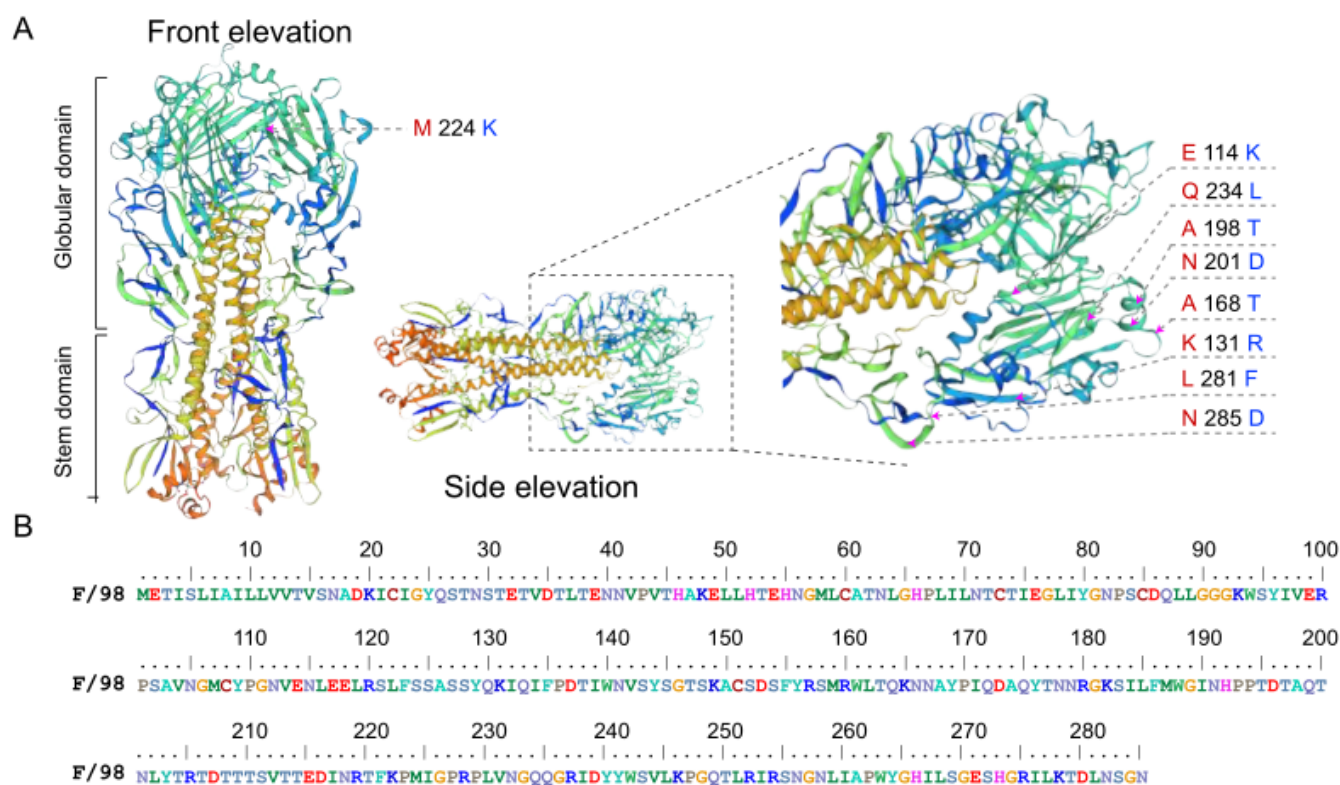 A
Front elevation
Globular domain
Stem domain
M 224 K
Side elevation
E 114 K
Q 234 L
A 198 T
N 201 D
A 168 T
K 131 R
L 281 F
N 285 D
B
10 20 30 40 50 60 70 80 90 100
F/98 METISLIAILLVVTVSNADKICIGYQSTNSTETVDTLTENNVPVTHAKELLHTEHNGMLCATNLGHPLILNTCTIEGLIYGNPSCDQLLGGGKWSYIVER
110 120 130 140 150 160 170 180 190 200
F/98 PSAVNGMCYPGNVENLEELRSLFSSASSYQKIQIFPDTIWNVSYSGTSKACSDSFYRSMRWLTQKNNAYPIQDAQYTNNRGKSILFMWGINHPPTDTAQT
210 220 230 240 250 260 270 280
F/98 NLYTRTDTTTSVTTEDINRTFKPMIGPRPLVNGQQGRIDYYWSVLKPGQTLRIRSNGNLIAPWYGHILSGESHGRILKTDLNSGN